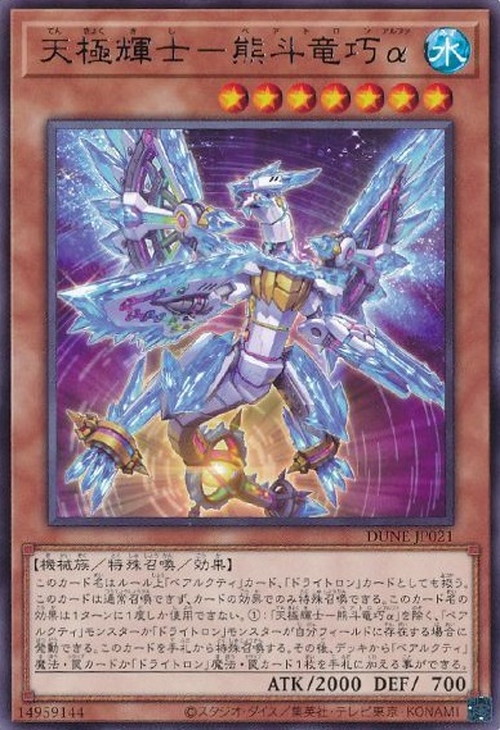 天極輝士－熊斗竜巧α
水
DUNE-JP021
【機械族／特殊召喚／効果】
このカード名はルール上「ベアルクティ」カード、「ドライトロン」カードとしても扱う。
このカードは通常召喚できず、カードの効果でのみ特殊召喚できる。このカード名の
効果は1ターンに1度しか使用できない。①：「天極輝士－熊斗竜巧α」を除く、「ベア
ルクティ」モンスターか「ドライトロン」モンスターが自分フィールドに存在する場合に
発動できる。このカードを手札から特殊召喚する。その後、デッキから「ベアルクティ」
魔法・罠カードか「ドライトロン」魔法・罠カード1枚を手札に加える事ができる。
ATK/2000 DEF/ 700
14959144
©スタジオ・ダイス／集英社・テレビ東京・KONAMI